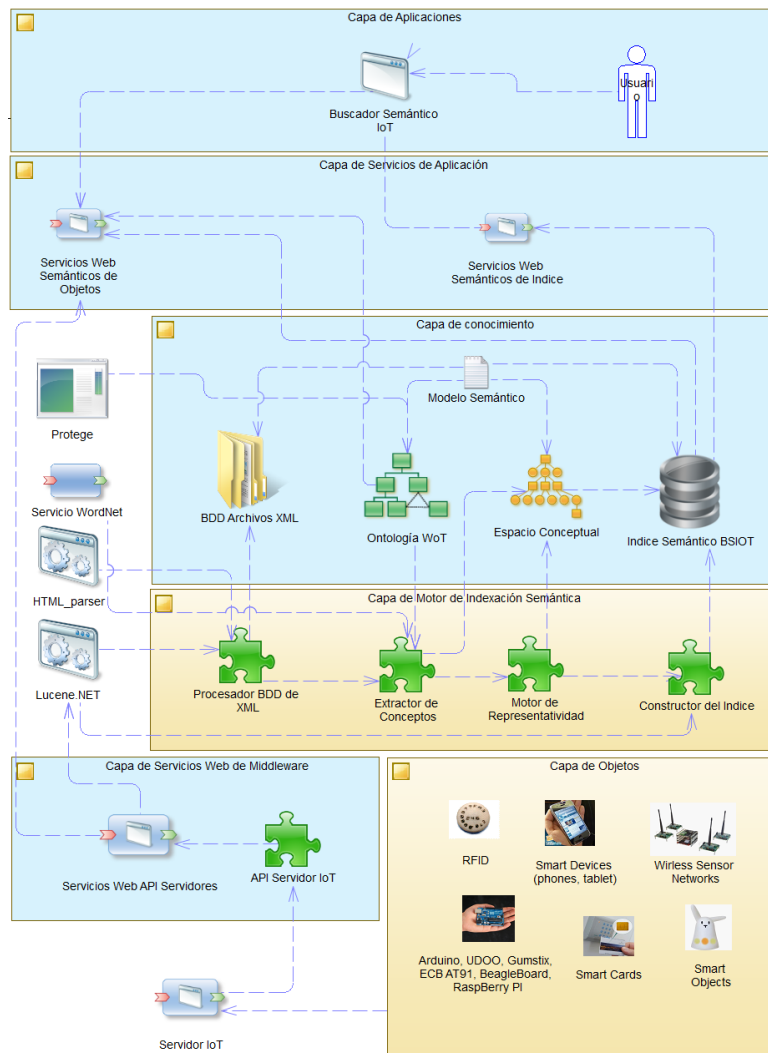 Capa de Aplicaciones
Usuari
o
Buscador Semántico
IoT
Capa de Servicios de Aplicación
Servicios Web
Semánticos de
Objetos
Servicios Web
Semánticos de Indice
Capa de conocimiento
Modelo Semántico
Protege
BDD Archivos XML
Ontología WoT
Espacio Conceptual
Indice Semántico BSIOT
Servicio WordNet
HTML_parser
Capa de Motor de Indexación Semántica
Lucene.NET
Procesador BDD de
XML
Extractor de
Conceptos
Motor de
Representatividad
Constructor del Indice
Capa de Servicios Web de Middleware
Servicios Web API Servidores
API Servidor IoT
Capa de Objetos
RFID
Smart Devices
(phones, tablet)
Wirless Sensor
Networks
Arduino, UDOO, Gumstix,
ECB AT91, BeagleBoard,
RaspBerry PI
Smart Cards
Smart
Objects
Servidor IoT